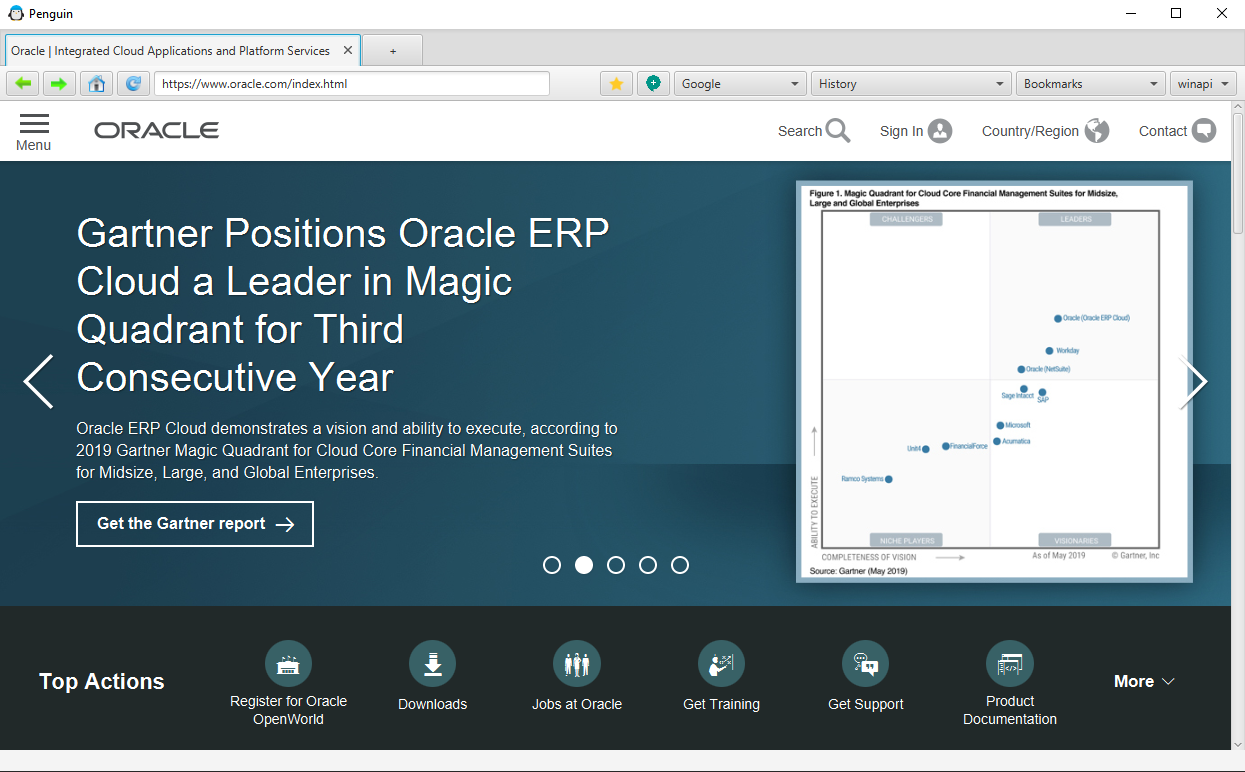 Penguin
Oracle | Integrated Cloud Applications and Platform Services
+
https://www.oracle.com/index.html
Google
History
Bookmarks
winapi
Menu
ORACLE
Search
Sign In
Country/Region
Contact
Gartner Positions Oracle ERP
Cloud a Leader in Magic
Quadrant for Third
Consecutive Year
Oracle ERP Cloud demonstrates a vision and ability to execute, according to
2019 Gartner Magic Quadrant for Cloud Core Financial Management Suites
for Midsize, Large, and Global Enterprises.
Get the Gartner report
Figure 1. Magic Quadrant for Cloud Core Financial Management Suites for Midsize,
Large and Global Enterprises
CHALLENGERS
LEADERS
Oracle (Oracle ERP Cloud)
Workday
Oracle (NetSuite)
Sage Intacct
SAP
Microsoft
Acumatica
Unit4
FinancialForce
Ramco Systems
ABILITY TO EXECUTE
NICHE PLAYERS
VISIONARIES
COMPLETENESS OF VISION
As of May 2019
© Gartner, Inc
Source: Gartner (May 2019)
Top Actions
Register for Oracle
OpenWorld
Downloads
Jobs at Oracle
Get Training
Get Support
Product
Documentation
More